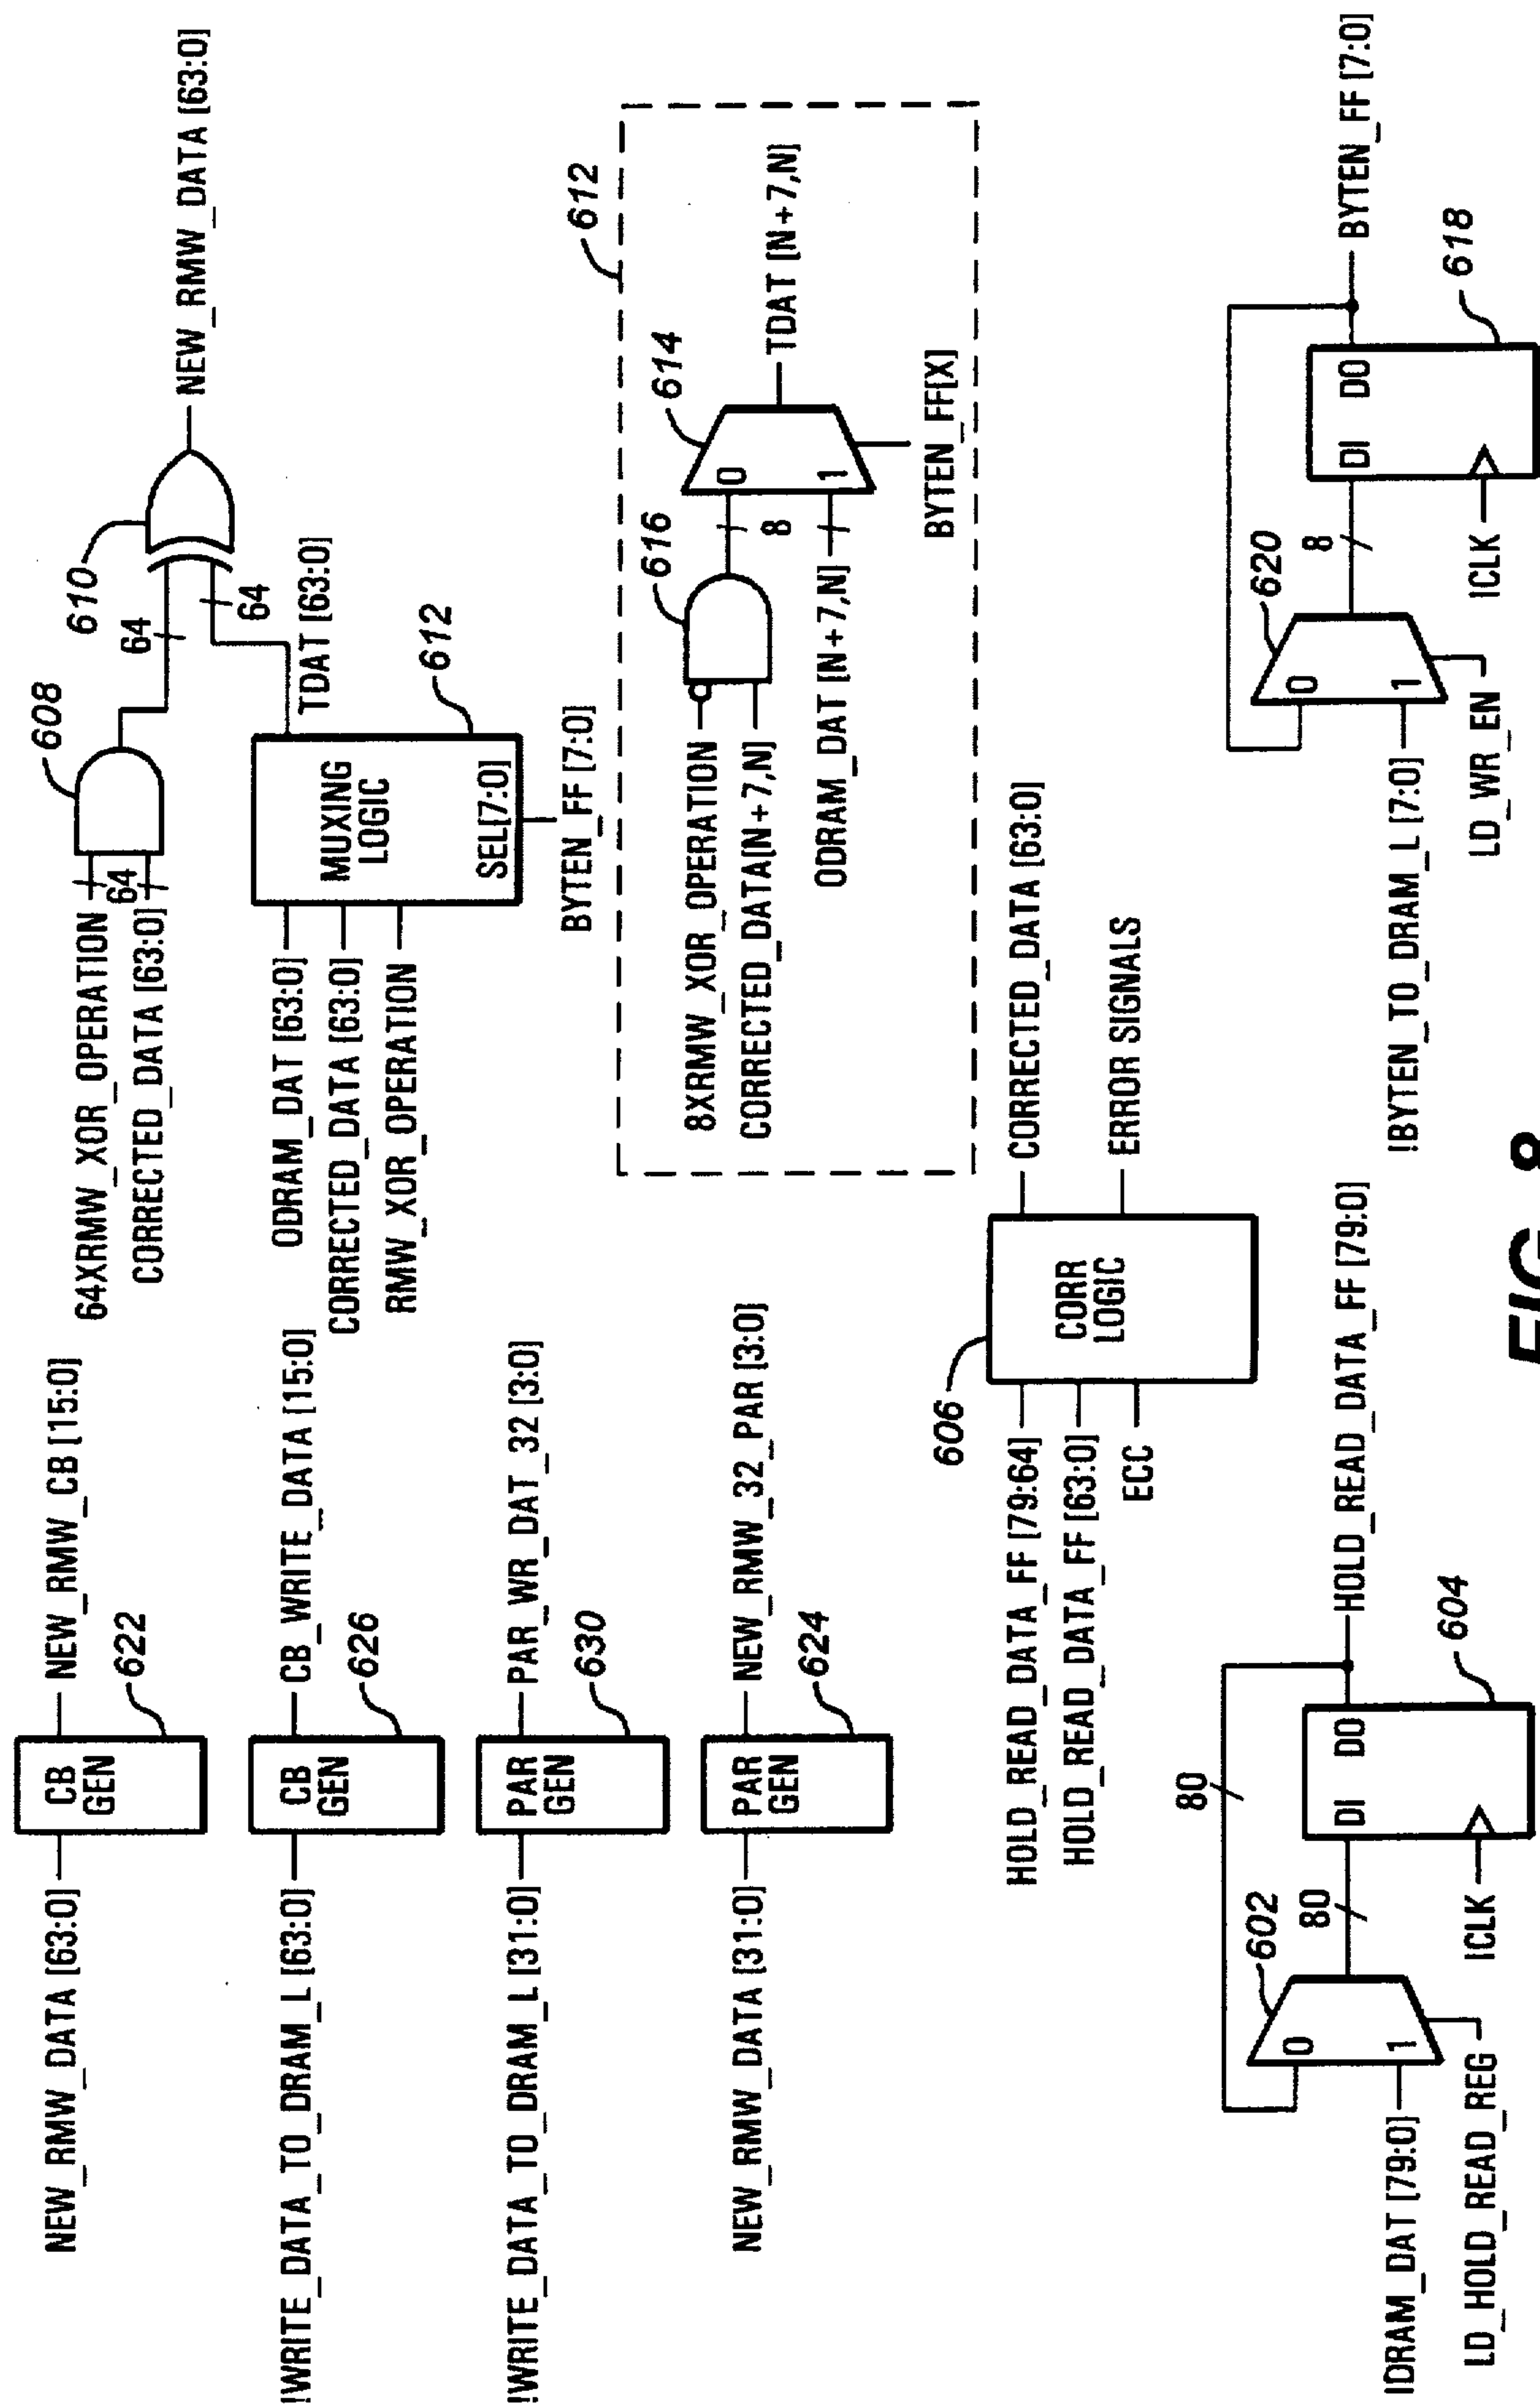 NEW_RMW_DATA [63:0]
CB
GEN
NEW_RMW_CB [15:0]
622
!WRITE_DATA_TO_DRAM_L [63:0]
CB
GEN
CB_WRITE_DATA [15:0]
626
!WRITE_DATA_TO_DRAM_L [31:0]
PAR
GEN
PAR_WR_DAT_32 [3:0]
630
NEW_RMW_DATA [31:0]
PAR
GEN
NEW_RMW_32_PAR [3:0]
624
64XRMW_XOR_OPERATION
64
CORRECTED_DATA [63:0]
608
64
610
64
NEW_RMW_DATA [63:0]
TDAT [63:0]
ODRAM_DAT [63:0]
CORRECTED_DATA [63:0]
RMW_XOR_OPERATION
MUXING
LOGIC
SEL[7:0]
612
BYTEN_FF [7:0]
612
8XRMW_XOR_OPERATION
CORRECTED_DATA[N+7,N]
616
614
0
8
ODRAM_DAT [N+7,N]
1
TDAT [N+7,N]
BYTEN_FF[X]
606
HOLD_READ_DATA_FF [79:64]
HOLD_READ_DATA_FF [63:0]
ECC
CORR
LOGIC
CORRECTED_DATA [63:0]
ERROR SIGNALS
80
602
0
IDRAM_DAT [79:0]
1
LD_HOLD_READ_REG
80
DI
DO
ICLK
604
HOLD_READ_DATA_FF [79:0]
620
0
!BYTEN_TO_DRAM_L [7:0]
1
LD_WR_EN
8
DI
DO
ICLK
618
BYTEN_FF [7:0]
FIG. 8